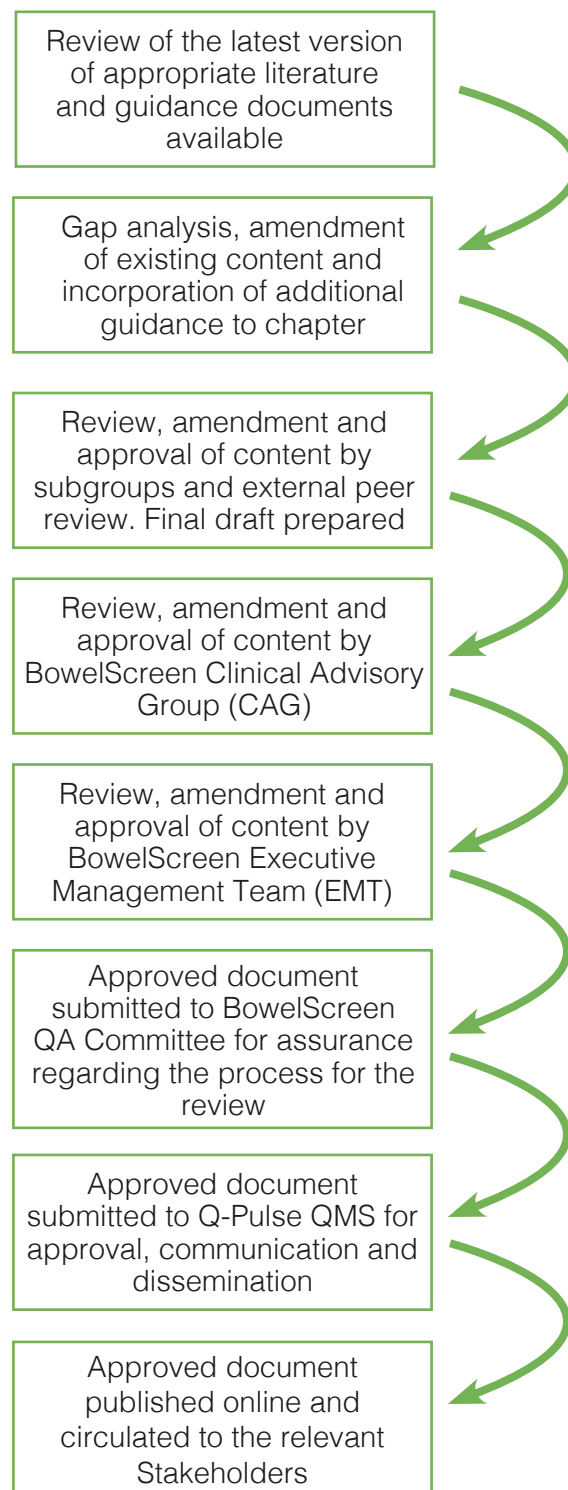 Review of the latest version
of appropriate literature
and guidance documents
available
Gap analysis, amendment
of existing content and
incorporation of additional
guidance to chapter
Review, amendment and
approval of content by
subgroups and external peer
review. Final draft prepared
Review, amendment and
approval of content by
BowelScreen Clinical Advisory
Group (CAG)
Review, amendment and
approval of content by
BowelScreen Executive
Management Team (EMT)
Approved document
submitted to BowelScreen
QA Committee for assurance
regarding the process for the
review
Approved document
submitted to Q-Pulse QMS for
approval, communication and
dissemination
Approved document
published online and
circulated to the relevant
Stakeholders